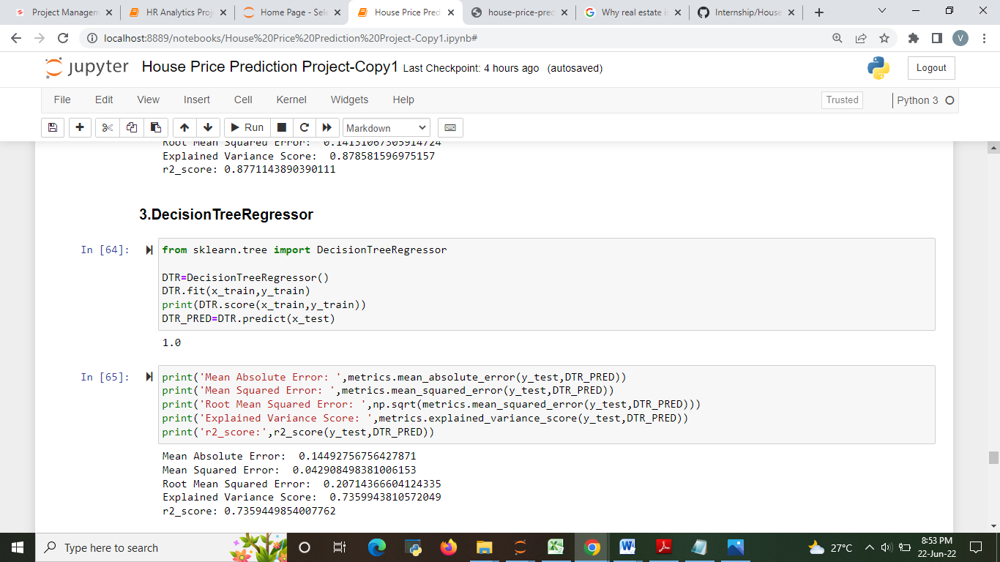 Project Managem
HR Analytics Proj
Home Page - Sele
House Price Pred
house-price-pred
Why real estate is
Internship/House
localhost:8889/notebooks/House%20Price%20Prediction%20Project-Copy1.ipynb#
V
jupyter House Price Prediction Project-Copy1 Last Checkpoint: 4 hours ago (autosaved)
Logout
File Edit View Insert Cell Kernel Widgets Help
Trusted Python 3
Run Markdown
Root Mean Squared Error:  0.14131067305914724
Explained Variance Score:  0.878581596975157
r2_score: 0.8771143890390111
3.DecisionTreeRegressor
In [64]:
from sklearn.tree import DecisionTreeRegressor
DTR=DecisionTreeRegressor()
DTR.fit(x_train,y_train)
print(DTR.score(x_train,y_train))
DTR_PRED=DTR.predict(x_test)
1.0
In [65]:
print('Mean Absolute Error: ',metrics.mean_absolute_error(y_test,DTR_PRED))
print('Mean Squared Error: ',metrics.mean_squared_error(y_test,DTR_PRED))
print('Root Mean Squared Error: ',np.sqrt(metrics.mean_squared_error(y_test,DTR_PRED)))
print('Explained Variance Score: ',metrics.explained_variance_score(y_test,DTR_PRED))
print('r2_score:',r2_score(y_test,DTR_PRED))
Mean Absolute Error:  0.14492756756427871
Mean Squared Error:  0.042908498381006153
Root Mean Squared Error:  0.20714366604124335
Explained Variance Score:  0.7359943810572049
r2_score: 0.7359449854007762
Type here to search
27°C
8:53 PM
22-Jun-22